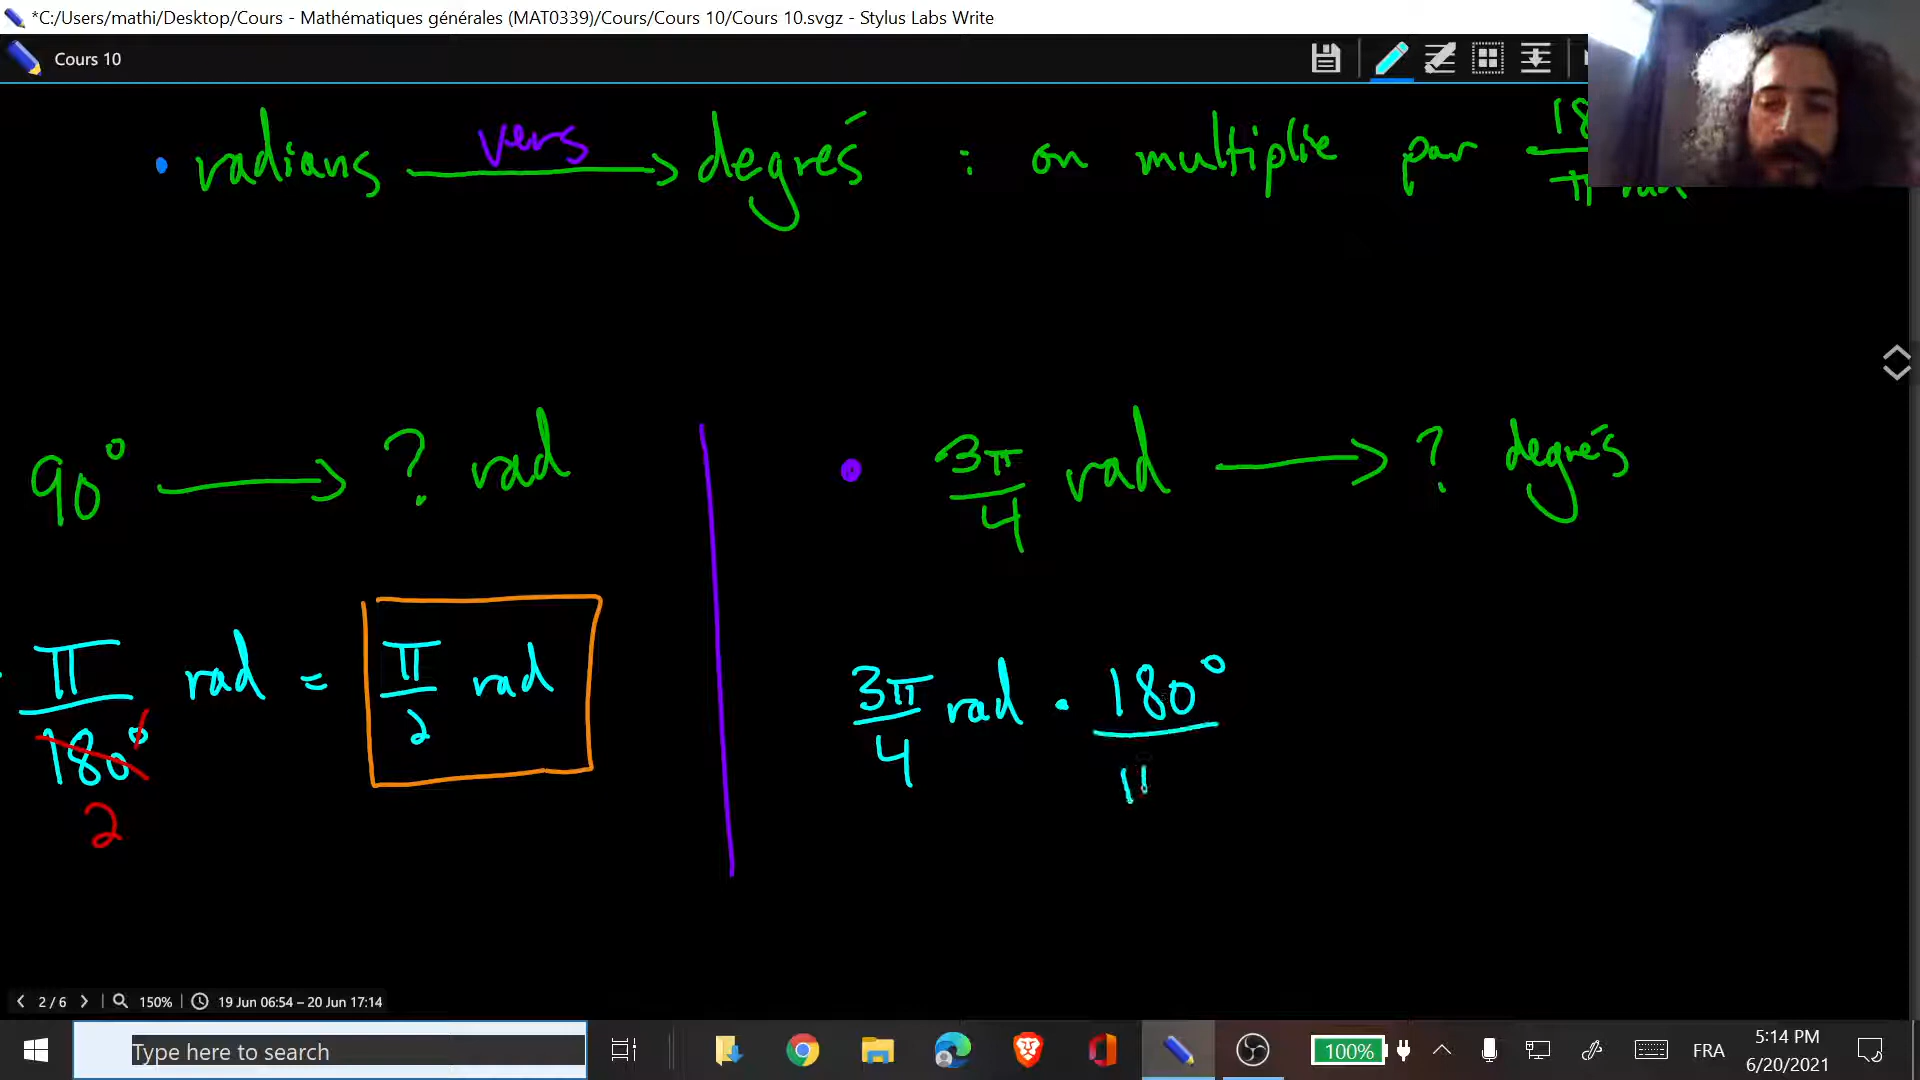 *C:/Users/mathi/Desktop/Cours - Mathématiques générales (MAT0339)/Cours/Cours 10/Cours 10.svgz - Stylus Labs Write
Cours 10
• radians vers → degrés : on multiplie par 18
π rad
90° → ? rad
• 3π/4 rad → ? degrés
π/180° rad = π/2 rad
2
3π/4 rad · 180°
2 / 6 150% 19 Jun 06:54 – 20 Jun 17:14
Type here to search
100% FRA 5:14 PM
6/20/2021